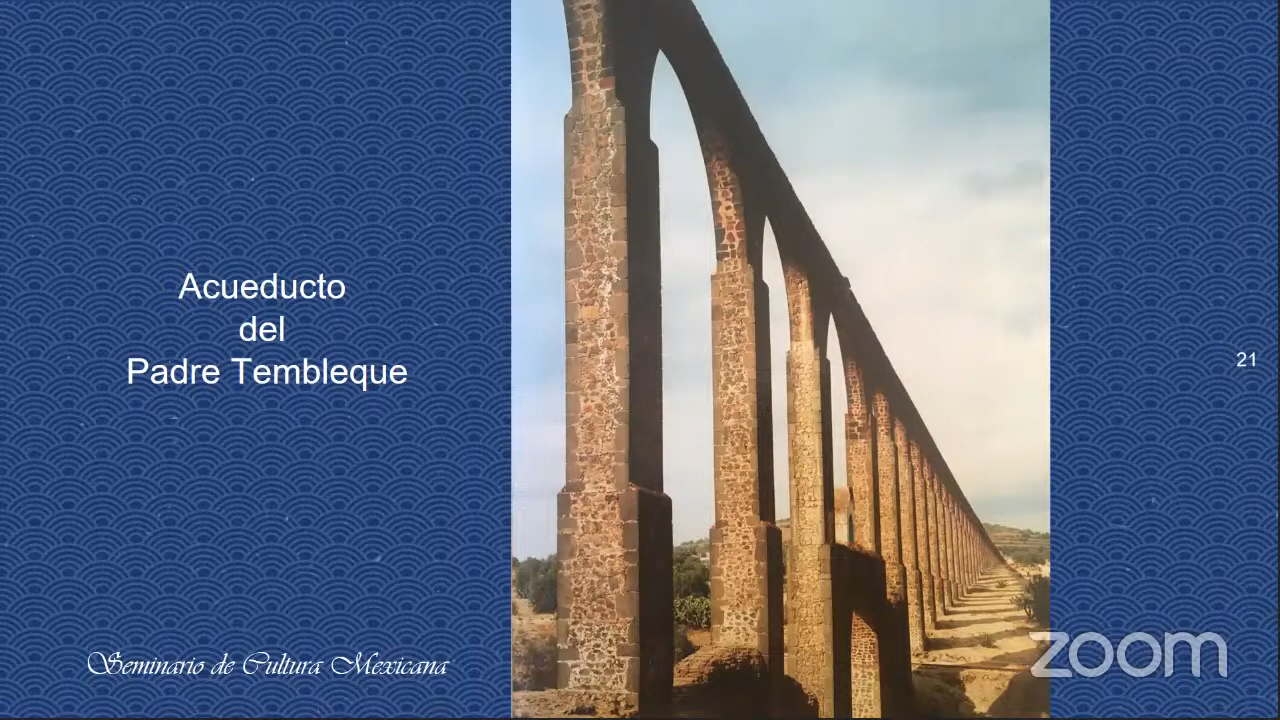 Acueducto
del
Padre Tembleque
21
Seminario de Cultura Mexicana
zoom